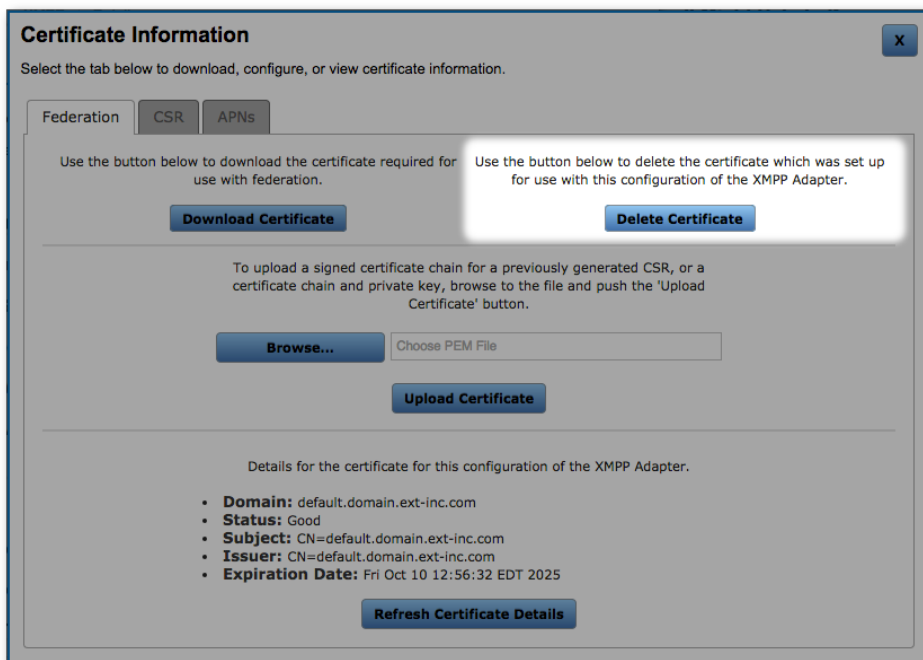 Certificate Information
X
Select the tab below to download, configure, or view certificate information.
Federation
CSR
APNs
Use the button below to download the certificate required for
use with federation.
Download Certificate
Use the button below to delete the certificate which was set up
for use with this configuration of the XMPP Adapter.
Delete Certificate
To upload a signed certificate chain for a previously generated CSR, or a
certificate chain and private key, browse to the file and push the 'Upload
Certificate' button.
Browse...
Choose PEM File
Upload Certificate
Details for the certificate for this configuration of the XMPP Adapter.
• Domain: default.domain.ext-inc.com
• Status: Good
• Subject: CN=default.domain.ext-inc.com
• Issuer: CN=default.domain.ext-inc.com
• Expiration Date: Fri Oct 10 12:56:32 EDT 2025
Refresh Certificate Details